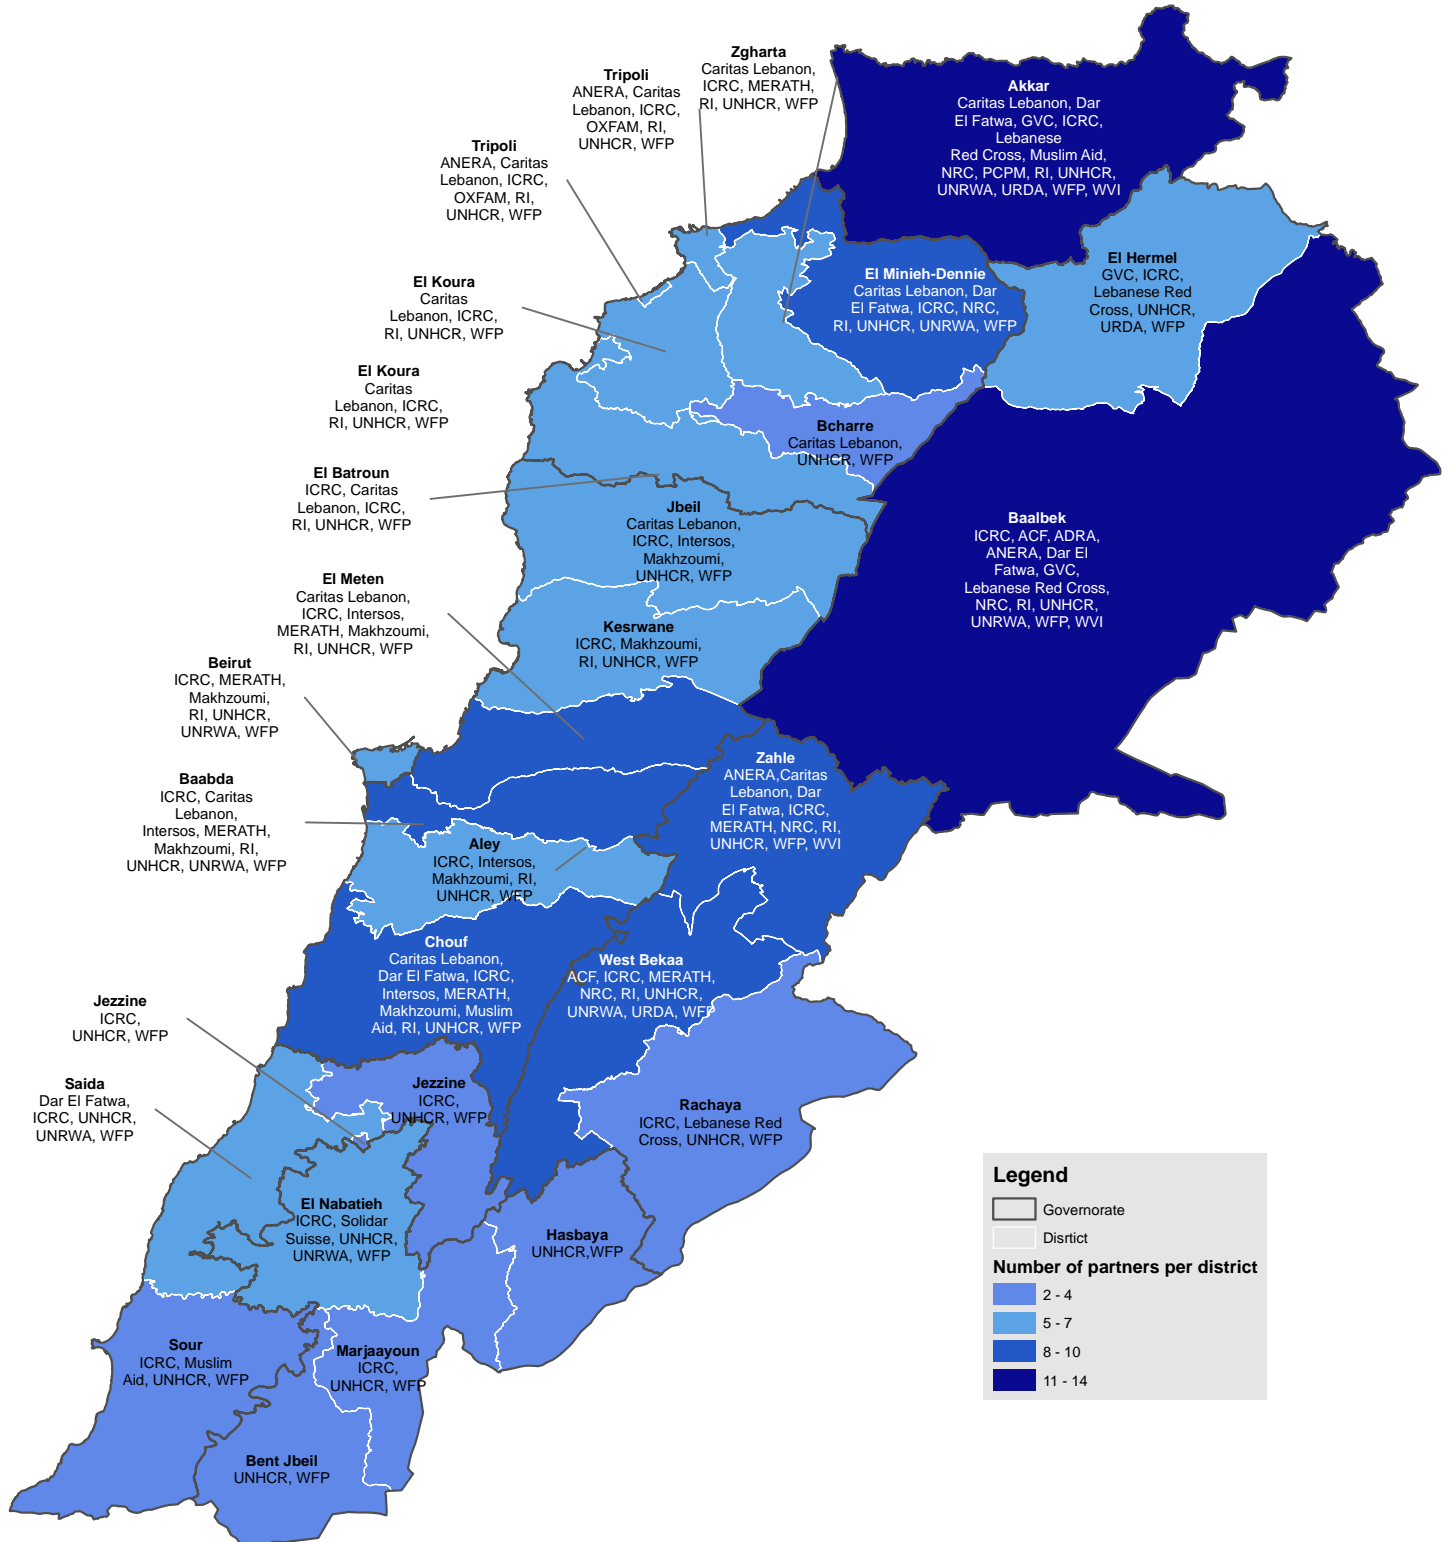 Zgharta
Caritas Lebanon,
ICRC, MERATH,
RI, UNHCR, WFP
Tripoli
ANERA, Caritas
Lebanon, ICRC,
OXFAM, RI,
UNHCR, WFP
Akkar
Caritas Lebanon, Dar
El Fatwa, GVC, ICRC,
Lebanese
Red Cross, Muslim Aid,
NRC, PCPM, RI, UNHCR,
UNRWA, URDA, WFP, WVI
Tripoli
ANERA, Caritas
Lebanon, ICRC,
OXFAM, RI,
UNHCR, WFP
El Hermel
GVC, ICRC,
Lebanese Red
Cross, UNHCR,
URDA, WFP
El Minieh-Dennie
Caritas Lebanon, Dar
El Fatwa, ICRC, NRC,
RI, UNHCR, UNRWA, WFP
El Koura
Caritas
Lebanon, ICRC,
RI, UNHCR, WFP
El Koura
Caritas
Lebanon, ICRC,
RI, UNHCR, WFP
Bcharre
Caritas Lebanon,
UNHCR, WFP
El Batroun
ICRC, Caritas
Lebanon, ICRC,
RI, UNHCR, WFP
Jbeil
Caritas Lebanon,
ICRC, Intersos,
Makhzoumi,
UNHCR, WFP
Baalbek
ICRC, ACF, ADRA,
ANERA, Dar El
Fatwa, GVC,
Lebanese Red Cross,
NRC, RI, UNHCR,
UNRWA, WFP, WVI
El Meten
Caritas Lebanon,
ICRC, Intersos,
MERATH, Makhzoumi,
RI, UNHCR, WFP
Kesrwane
ICRC, Makhzoumi,
RI, UNHCR, WFP
Beirut
ICRC, MERATH,
Makhzoumi,
RI, UNHCR,
UNRWA, WFP
Zahle
ANERA,Caritas
Lebanon, Dar
El Fatwa, ICRC,
MERATH, NRC, RI,
UNHCR, WFP, WVI
Baabda
ICRC, Caritas
Lebanon,
Intersos, MERATH,
Makhzoumi, RI,
UNHCR, UNRWA, WFP
Aley
ICRC, Intersos,
Makhzoumi, RI,
UNHCR, WFP
Chouf
Caritas Lebanon,
Dar El Fatwa, ICRC,
Intersos, MERATH,
Makhzoumi, Muslim
Aid, RI, UNHCR, WFP
West Bekaa
ACF, ICRC, MERATH,
NRC, RI, UNHCR,
UNRWA, URDA, WFP
Jezzine
ICRC,
UNHCR, WFP
Saida
Dar El Fatwa,
ICRC, UNHCR,
UNRWA, WFP
Jezzine
ICRC,
UNHCR, WFP
Rachaya
ICRC, Lebanese Red
Cross, UNHCR, WFP
El Nabatieh
ICRC, Solidar
Suisse, UNHCR,
UNRWA, WFP
Hasbaya
UNHCR,WFP
Sour
ICRC, Muslim
Aid, UNHCR, WFP
Marjaayoun
ICRC,
UNHCR, WFP
Bent Jbeil
UNHCR, WFP
Legend
Governorate
Disrtict
Number of partners per district
2 - 4
5 - 7
8 - 10
11 - 14